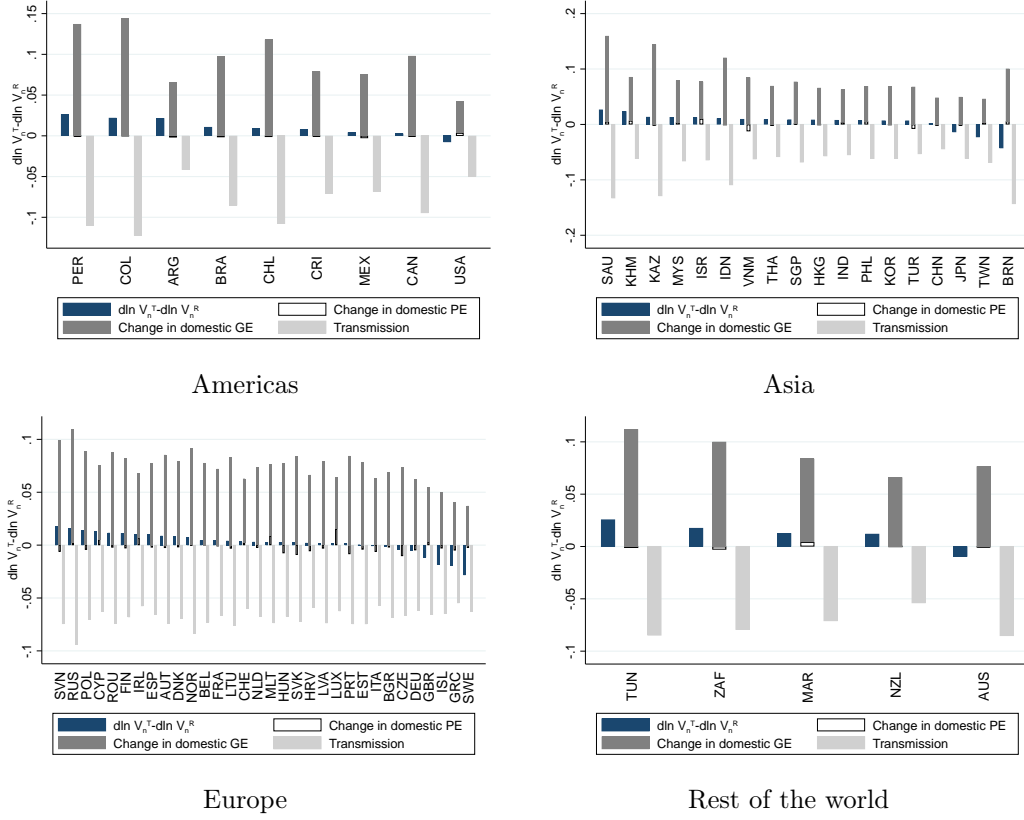 dln V_n^T-dln V_n^R
.15
.1
.05
0
-.05
-.1
PER COL ARG BRA CHL CRI MEX CAN USA
dln V_n^T-dln V_n^R Change in domestic PE
Change in domestic GE Transmission
Americas
dln V_n^T-dln V_n^R
.2
.1
0
-.1
-.2
SAU KHM KAZ MYS ISR IDN VNM THA SGP HKG IND PHL KOR TUR CHN JPN TWN BRN
dln V_n^T-dln V_n^R Change in domestic PE
Change in domestic GE Transmission
Asia
dln V_n^T-dln V_n^R
.1
.05
0
-.05
-.1
SVN RUS POL CYP ROU FIN IRL ESP AUT DNK NOR BEL FRA LTU CHE NLD MLT HUN SVK HRV LVA LUX PRT EST ITA BGR CZE DEU GBR ISL GRC SWE
dln V_n^T-dln V_n^R Change in domestic PE
Change in domestic GE Transmission
Europe
dln V_n^T-dln V_n^R
.1
.05
0
-.05
-.1
TUN ZAF MAR NZL AUS
dln V_n^T-dln V_n^R Change in domestic PE
Change in domestic GE Transmission
Rest of the world